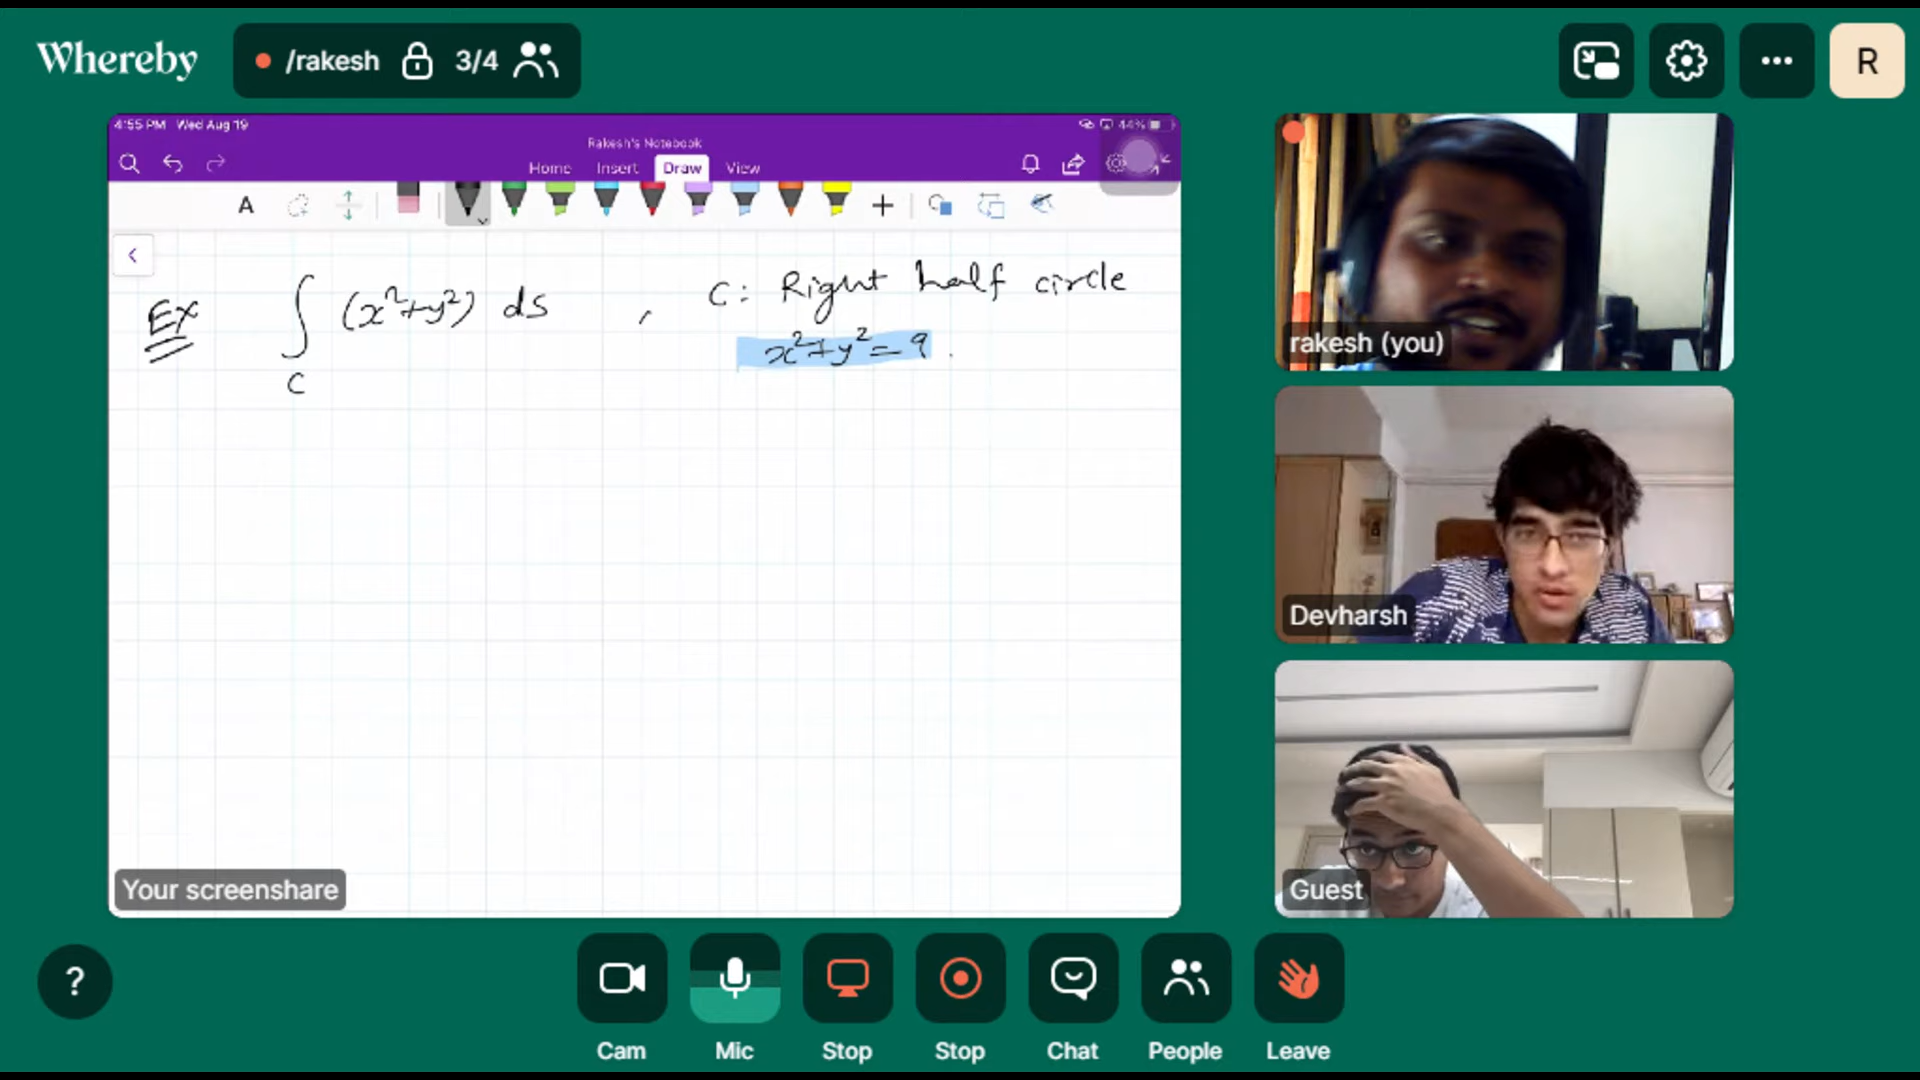 Whereby
/rakesh 3/4
R
4:55 PM Wed Aug 19
44%
Rakesh's Notebook
Home Insert Draw View
A
Ex ∫ (x²+y²) ds , C: Right half circle
C
x²+y²=9 .
Your screenshare
rakesh (you)
Devharsh
Guest
?
Cam Mic Stop Stop Chat People Leave